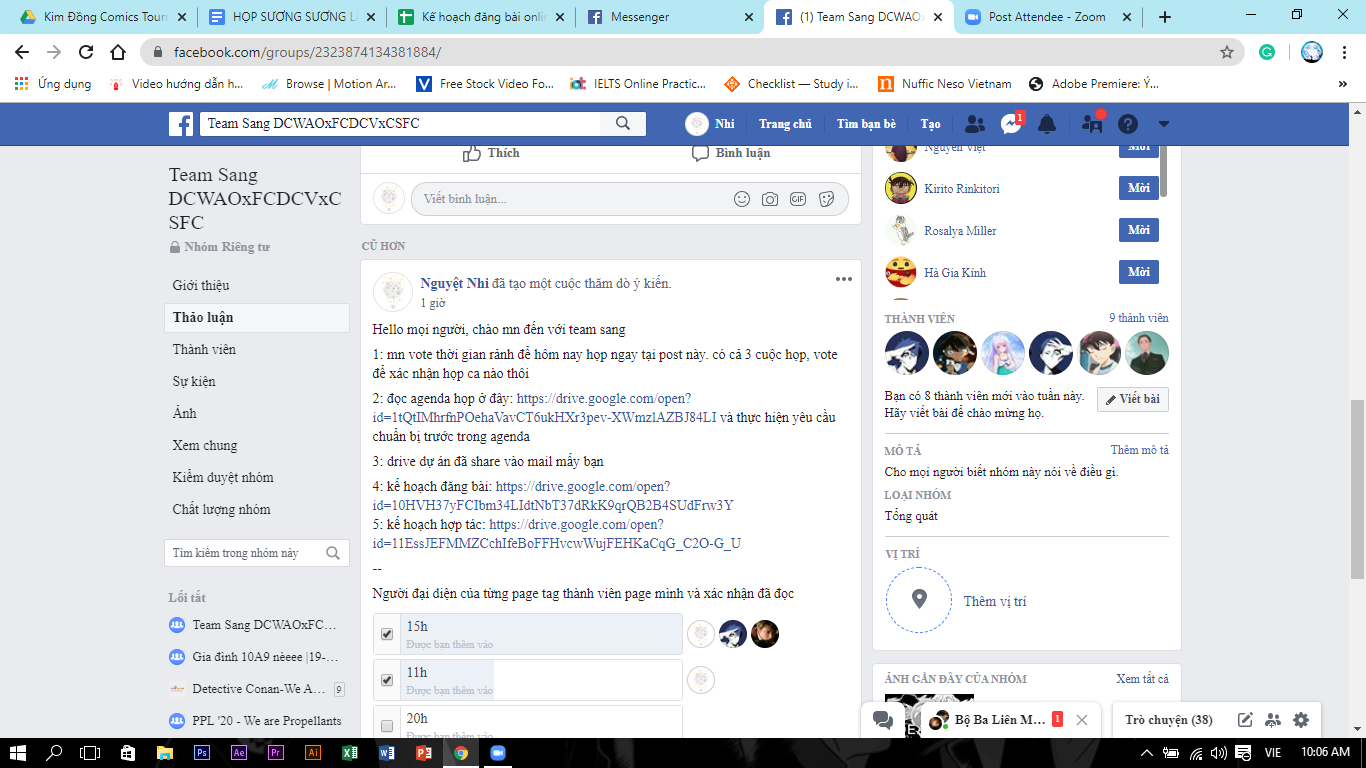 Kim Đồng Comics Tourn
HỌP SƯƠNG SƯƠNG L
Kế hoạch đăng bài onlin
Messenger
(1) Team Sang DCWAOx
Post Attendee - Zoom
facebook.com/groups/2323874134381884/
Ứng dụng
Video hướng dẫn h...
Browse | Motion Ar...
Free Stock Video Fo...
IELTS Online Practic...
Checklist — Study i...
Nuffic Neso Vietnam
Adobe Premiere: Ý...
»
Team Sang DCWAOxFCDCVxCSFC
Nhi
Trang chủ
Tìm bạn bè
Tạo
1
Team Sang
DCWAOxFCDCVxC
SFC
Nhóm Riêng tư
Giới thiệu
Thảo luận
Thành viên
Sự kiện
Ảnh
Xem chung
Kiểm duyệt nhóm
Chất lượng nhóm
Tìm kiếm trong nhóm này
Lối tắt
Team Sang DCWAOxFC...
Gia đình 10A9 nèeee |19-...
Detective Conan-We A...
9
PPL '20 - We are Propellants
Thích
Bình luận
Viết bình luận...
GIF
CŨ HƠN
Nguyệt Nhi đã tạo một cuộc thăm dò ý kiến.
1 giờ
Hello mọi người, chào mn đến với team sang
1: mn vote thời gian rảnh để hôm nay họp ngay tại post này. có cả 3 cuộc họp, vote
để xác nhận họp ca nào thôi
2: đọc agenda họp ở đây: https://drive.google.com/open?
id=1tQtIMhrfnPOehaVavCT6ukHXr3pev-XWmzlAZBJ84LI và thực hiện yêu cầu
chuẩn bị trước trong agenda
3: drive dự án đã share vào mail mấy bạn
4: kế hoạch đăng bài: https://drive.google.com/open?
id=10HVH37yFCIbm34LIdtNbT37dRkK9qrQB2B4SUdFrw3Y
5: kế hoạch hợp tác: https://drive.google.com/open?
id=11EssJEFMMZCchIfeBoFFHvcwWujFEHKaCqG_C2O-G_U
--
Người đại diện của từng page tag thành viên page mình và xác nhận đã đọc
15h
Được bạn thêm vào
11h
Được bạn thêm vào
20h
Nguyễn Việt
Mời
Kirito Rinkitori
Mời
Rosalya Miller
Mời
Hà Gia Kinh
Mời
THÀNH VIÊN
9 thành viên
Bạn có 8 thành viên mới vào tuần này.
Hãy viết bài để chào mừng họ.
Viết bài
MÔ TẢ
Thêm mô tả
Cho mọi người biết nhóm này nói về điều gì.
LOẠI NHÓM
Tổng quát
VỊ TRÍ
Thêm vị trí
ẢNH GẦN ĐÂY CỦA NHÓM
Xem tất cả
Bộ Ba Liên M...
1
Trò chuyện (38)
Ps
Ae
Pr
Ai
VIE
10:06 AM